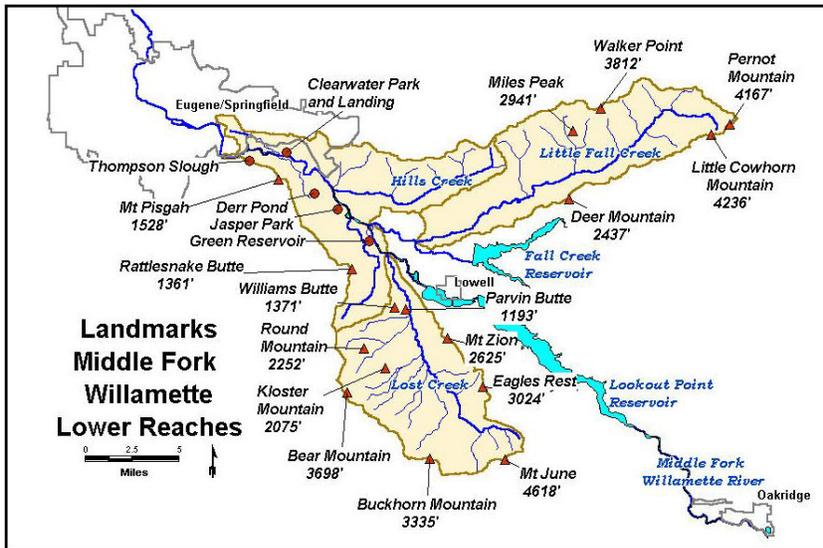 Walker Point
3812'
Pernot
Mountain
4167'
Miles Peak
2941'
Clearwater Park
and Landing
Eugene/Springfield
Thompson Slough
Little Fall Creek
Hills Creek
Little Cowhorn
Mountain
4236'
Mt Pisgah
1528'
Derr Pond
Jasper Park
Green Reservoir
Deer Mountain
2437'
Fall Creek
Reservoir
Rattlesnake Butte
1361'
Williams Butte
1371'
Lowell
Parvin Butte
1193'
Landmarks
Middle Fork
Willamette
Lower Reaches
Round
Mountain
2252'
Mt Zion
2625'
Kloster
Mountain
2075'
Lost Creek
Eagles Rest
3024'
Lookout Point
Reservoir
0 2.5 5
Miles
Bear Mountain
3698'
Mt June
4618'
Buckhorn Mountain
3335'
Middle Fork
Willamette River
Oakridge